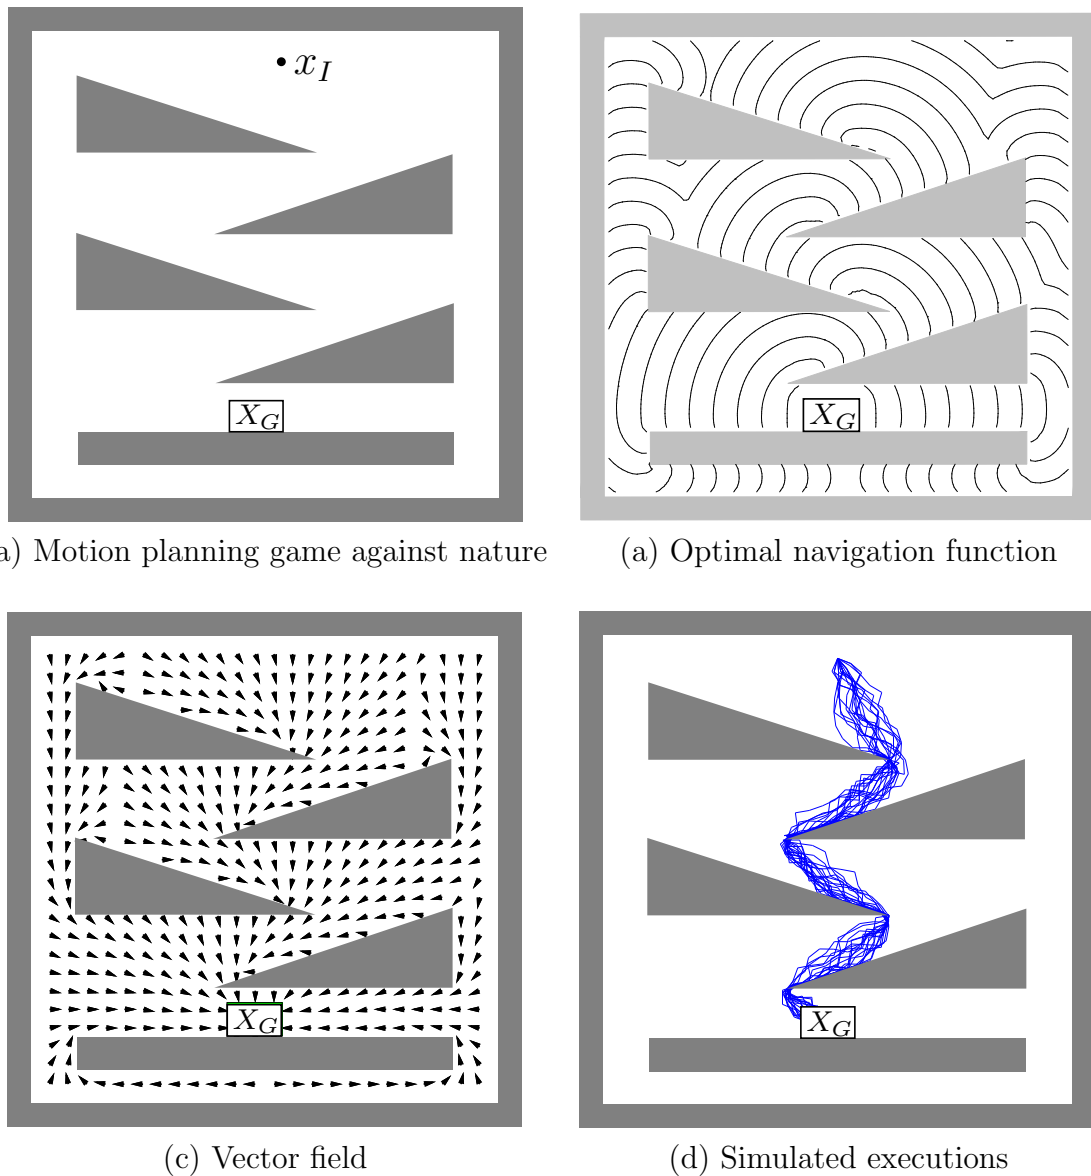 x_I
X_G
X_G
a) Motion planning game against nature
(a) Optimal navigation function
X_G
X_G
(c) Vector field
(d) Simulated executions